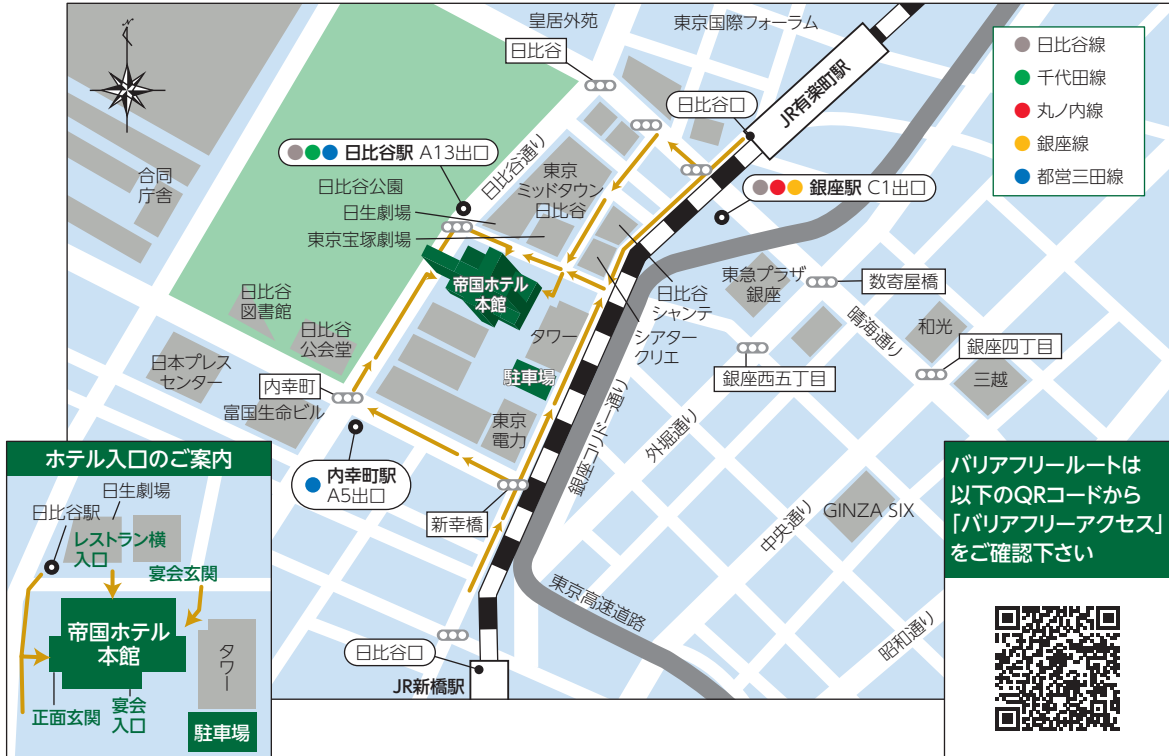 N
皇居外苑
東京国際フォーラム
日比谷
日比谷口
JR有楽町駅
日比谷線
千代田線
丸ノ内線
銀座線
都営三田線
合同
庁舎
日比谷駅 A13出口
日比谷通り
日比谷公園
日生劇場
東京宝塚劇場
東京
ミッドタウン
日比谷
銀座駅 C1出口
帝国ホテル
本館
日比谷
シャンテ
シアター
クリエ
東急プラザ
銀座
数寄屋橋
晴海通り
和光
銀座四丁目
三越
銀座西五丁目
日比谷
図書館
日比谷
公会堂
タワー
駐車場
日本プレス
センター
内幸町
富国生命ビル
東京
電力
銀座コリドー通り
外堀通り
内幸町駅
A5出口
新幸橋
中央通り
GINZA SIX
東京高速道路
昭和通り
日比谷口
JR新橋駅
ホテル入口のご案内
日生劇場
日比谷駅
レストラン横
入口
宴会玄関
帝国ホテル
本館
タワー
正面玄関
宴会
入口
駐車場
バリアフリールートは
以下のQRコードから
「バリアフリーアクセス」
をご確認下さい